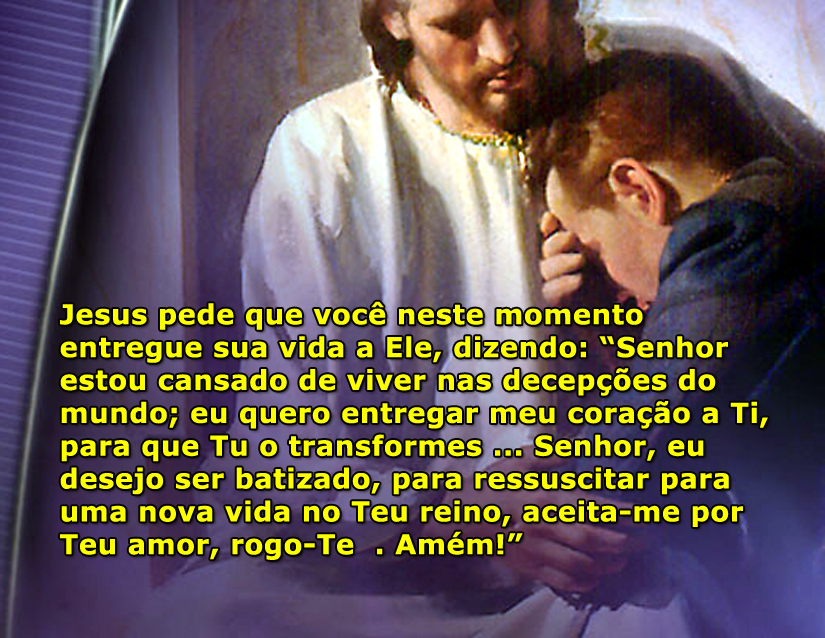 Jesus pede que você neste momento
entregue sua vida a Ele, dizendo: “Senhor
estou cansado de viver nas decepções do
mundo; eu quero entregar meu coração a Ti,
para que Tu o transformes ... Senhor, eu
desejo ser batizado, para ressuscitar para
uma nova vida no Teu reino, aceita-me por
Teu amor, rogo-Te  . Amém!”